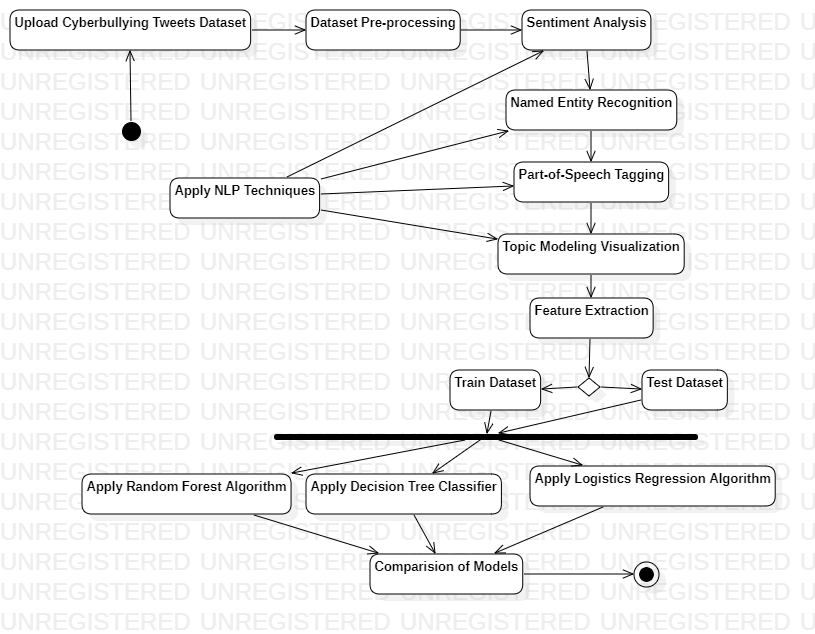 Upload Cyberbullying Tweets Dataset
Dataset Pre-processing
Sentiment Analysis
Named Entity Recognition
Apply NLP Techniques
Part-of-Speech Tagging
Topic Modeling Visualization
Feature Extraction
Train Dataset
Test Dataset
Apply Random Forest Algorithm
Apply Decision Tree Classifier
Apply Logistics Regression Algorithm
Comparision of Models
UNREGISTERED